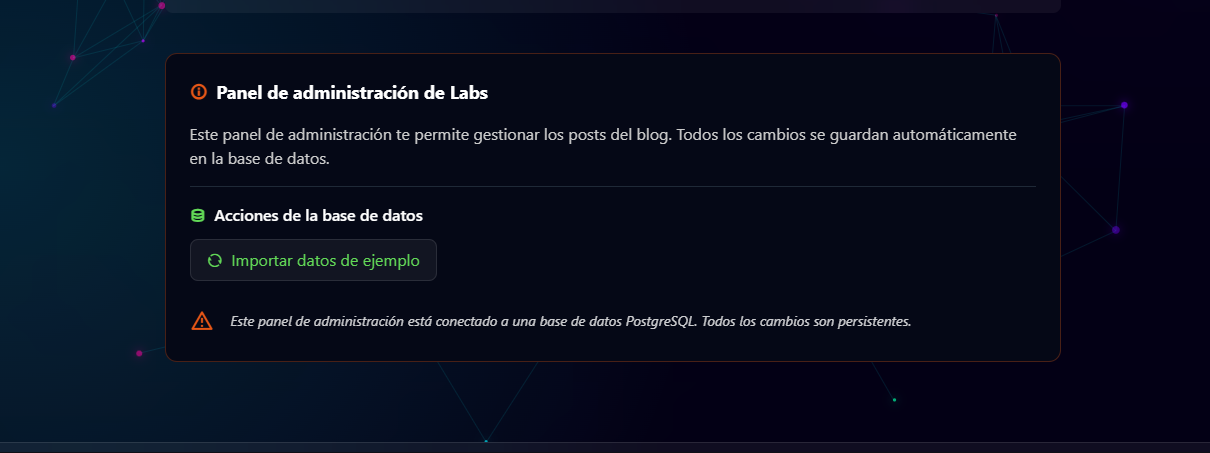 Panel de administración de Labs
Este panel de administración te permite gestionar los posts del blog. Todos los cambios se guardan automáticamente
en la base de datos.
Acciones de la base de datos
Importar datos de ejemplo
Este panel de administración está conectado a una base de datos PostgreSQL. Todos los cambios son persistentes.